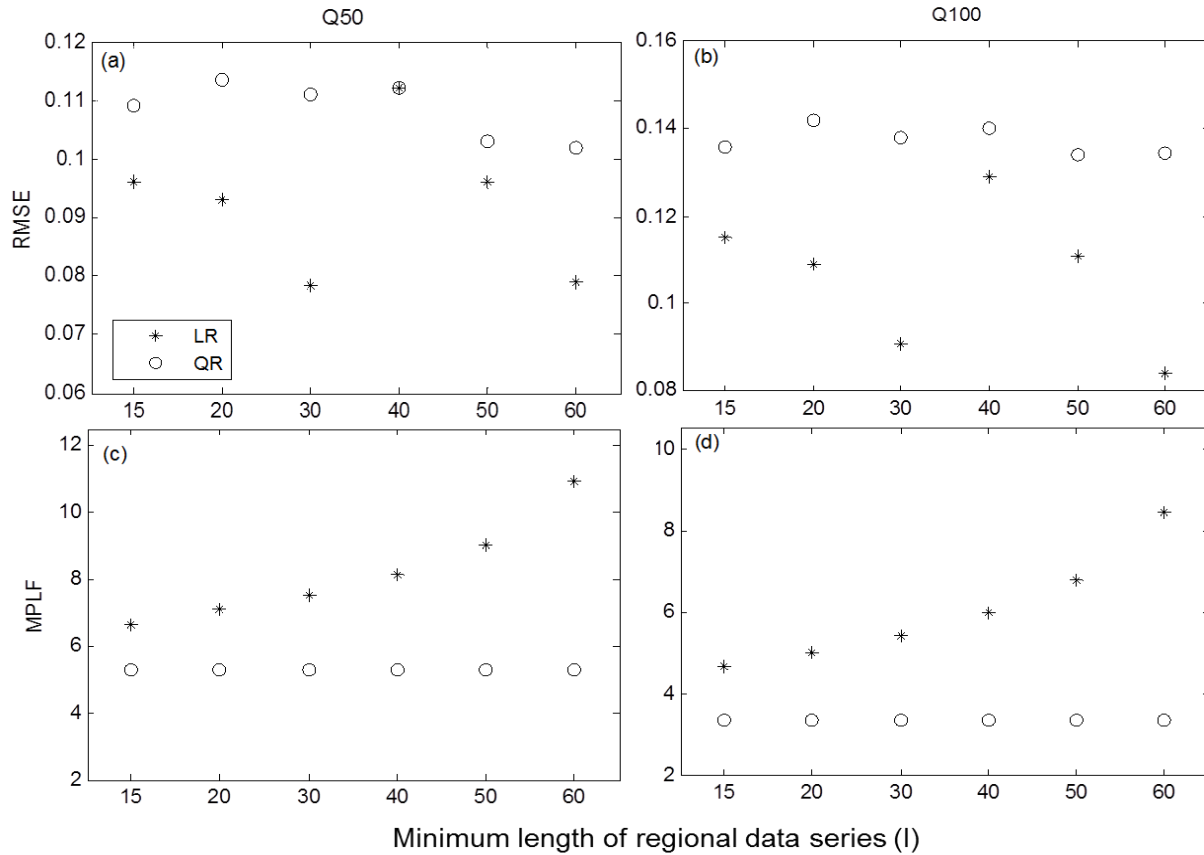 Q50
Q100
(a)
0.12
0.11
0.1
0.09
0.08
0.07
0.06
RMSE
LR
QR
15 20 30 40 50 60
(b)
0.16
0.14
0.12
0.1
0.08
15 20 30 40 50 60
(c)
12
10
8
6
4
2
MPLF
15 20 30 40 50 60
(d)
10
8
6
4
2
15 20 30 40 50 60
Minimum length of regional data series (l)